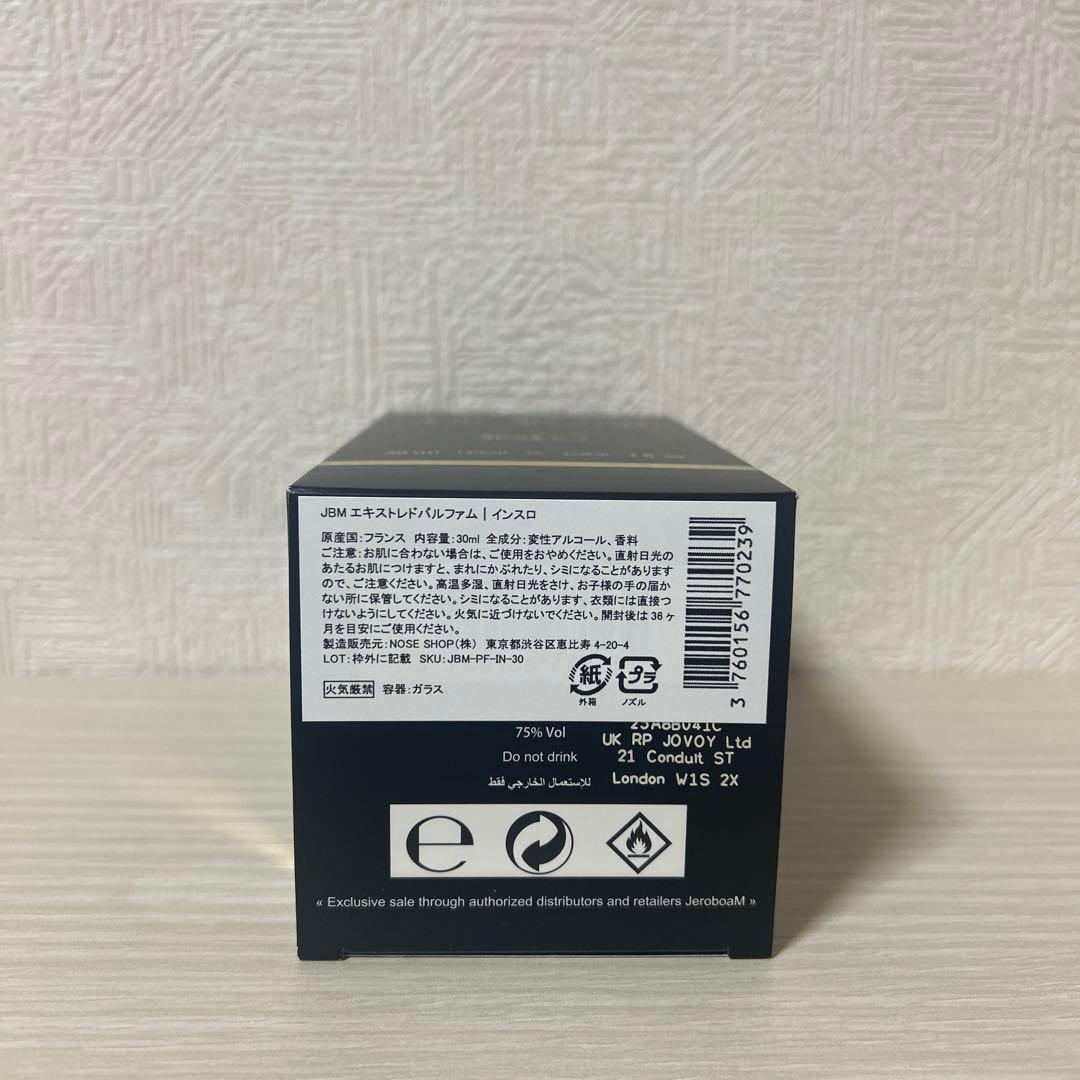 JBM エキストレドパルファム | インスロ
原産国:フランス 内容量:30ml 全成分:変性アルコール、香料
ご注意:お肌に合わない場合は、ご使用をおやめください。直射日光の
あたるお肌につけますと、まれにかぶれたり、シミになることがあります
ので、ご注意ください。高温多湿、直射日光をさけ、お子様の手の届か
ない所に保管してください。シミになることがあります、衣類には直接つ
けないようにしてください。火気に近づけないでください。開封後は36ヶ
月を目安にご使用ください。
製造販売元:NOSE SHOP(株) 東京都渋谷区恵比寿 4-20-4
LOT:枠外に記載 SKU:JBM-PF-IN-30
火気厳禁 容器:ガラス
紙
外箱
プラ
ノズル
3 760156 770239
75% Vol
Do not drink
للإستعمال الخارجي فقط
UK RP JOVOY Ltd
21 Conduit ST
London W1S 2X
e
« Exclusive sale through authorized distributors and retailers JeroboaM »